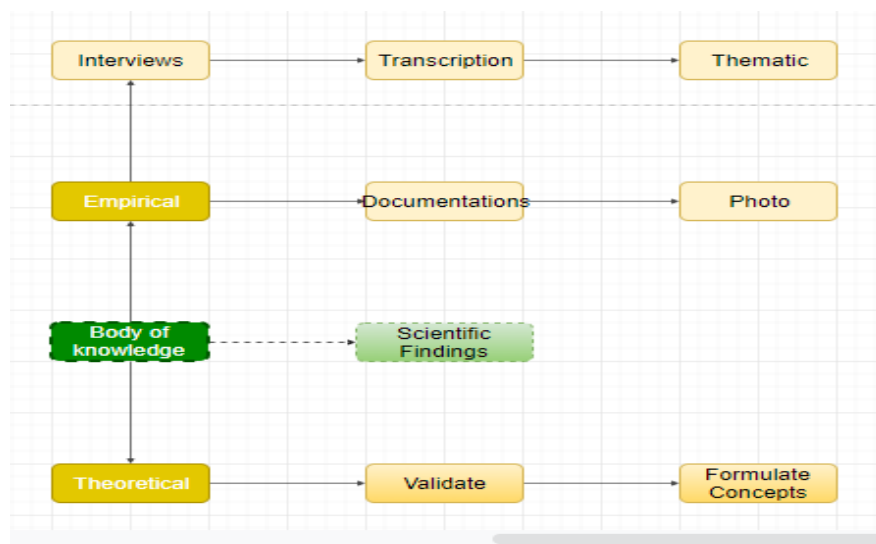 Interviews
Transcription
Thematic
Empirical
Documentations
Photo
Body of
knowledge
Scientific
Findings
Theoretical
Validate
Formulate
Concepts